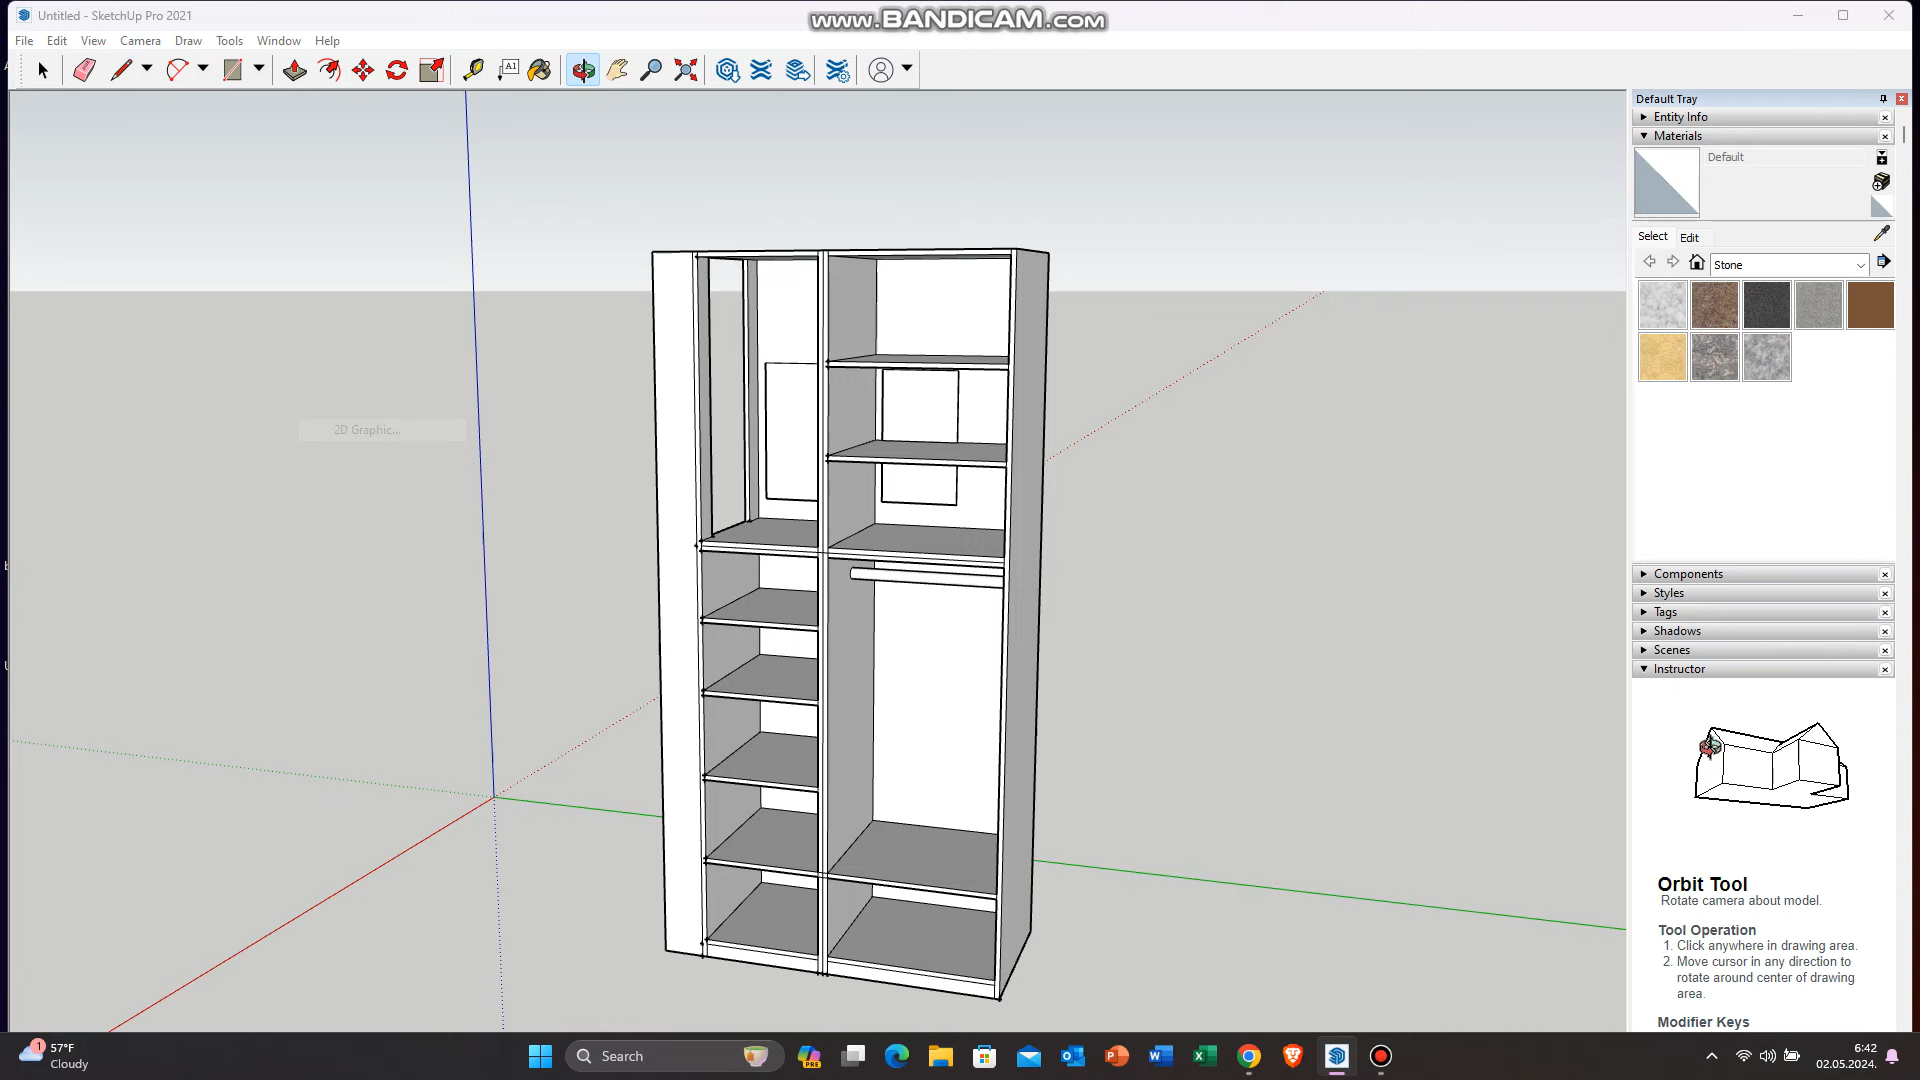 Untitled - SketchUp Pro 2021
www.BANDICAM.com
File Edit View Camera Draw Tools Window Help
A1
Default Tray
Entity Info
Materials
Default
Select Edit
Stone
2D Graphic...
Components
Styles
Tags
Shadows
Scenes
Instructor
Orbit Tool
Rotate camera about model.
Tool Operation
1. Click anywhere in drawing area.
2. Move cursor in any direction to
rotate around center of drawing
area.
Modifier Keys
1
57°F
Cloudy
Search
PRE
6:42
02.05.2024.